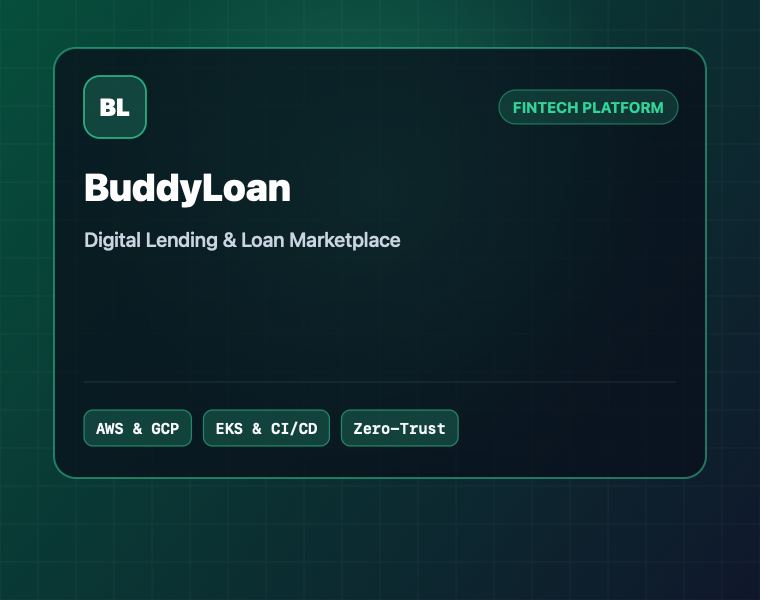 BL
FINTECH PLATFORM
BuddyLoan
Digital Lending & Loan Marketplace
AWS & GCP
EKS & CI/CD
Zero-Trust